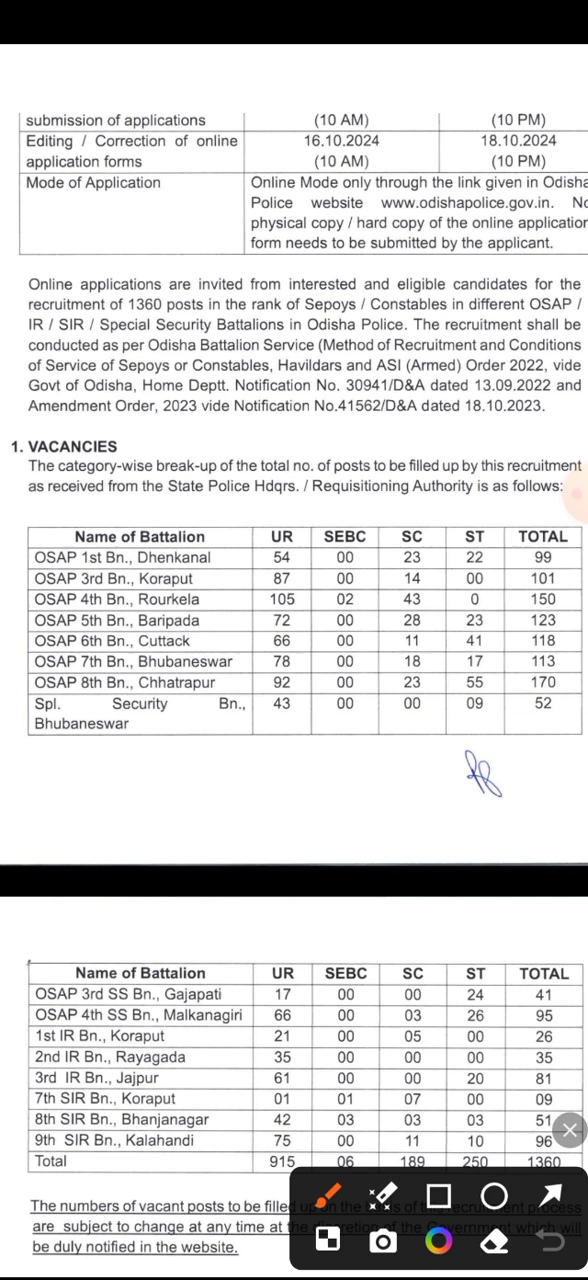 submission of applications (10 AM) (10 PM)
Editing / Correction of online 16.10.2024 18.10.2024
application forms (10 AM) (10 PM)
Mode of Application Online Mode only through the link given in Odisha
Police website www.odishapolice.gov.in. No
physical copy / hard copy of the online application
form needs to be submitted by the applicant.
Online applications are invited from interested and eligible candidates for the
recruitment of 1360 posts in the rank of Sepoys / Constables in different OSAP /
IR / SIR / Special Security Battalions in Odisha Police. The recruitment shall be
conducted as per Odisha Battalion Service (Method of Recruitment and Conditions
of Service of Sepoys or Constables, Havildars and ASI (Armed) Order 2022, vide
Govt of Odisha, Home Deptt. Notification No. 30941/D&A dated 13.09.2022 and
Amendment Order, 2023 vide Notification No.41562/D&A dated 18.10.2023.
1. VACANCIES
The category-wise break-up of the total no. of posts to be filled up by this recruitment
as received from the State Police Hdqrs. / Requisitioning Authority is as follows:
Name of Battalion UR SEBC SC ST TOTAL
OSAP 1st Bn., Dhenkanal 54 00 23 22 99
OSAP 3rd Bn., Koraput 87 00 14 00 101
OSAP 4th Bn., Rourkela 105 02 43 0 150
OSAP 5th Bn., Baripada 72 00 28 23 123
OSAP 6th Bn., Cuttack 66 00 11 41 118
OSAP 7th Bn., Bhubaneswar 78 00 18 17 113
OSAP 8th Bn., Chhatrapur 92 00 23 55 170
Spl. Security Bn., 43 00 00 09 52
Bhubaneswar
Name of Battalion UR SEBC SC ST TOTAL
OSAP 3rd SS Bn., Gajapati 17 00 00 24 41
OSAP 4th SS Bn., Malkanagiri 66 00 03 26 95
1st IR Bn., Koraput 21 00 05 00 26
2nd IR Bn., Rayagada 35 00 00 00 35
3rd IR Bn., Jajpur 61 00 00 20 81
7th SIR Bn., Koraput 01 01 07 00 09
8th SIR Bn., Bhanjanagar 42 03 03 03 51
9th SIR Bn., Kalahandi 75 00 11 10 96
Total 915 06 189 250 1360
The numbers of vacant posts to be filled up on the basis of this recruitment process
are subject to change at any time at the discretion of the Government which will
be duly notified in the website.